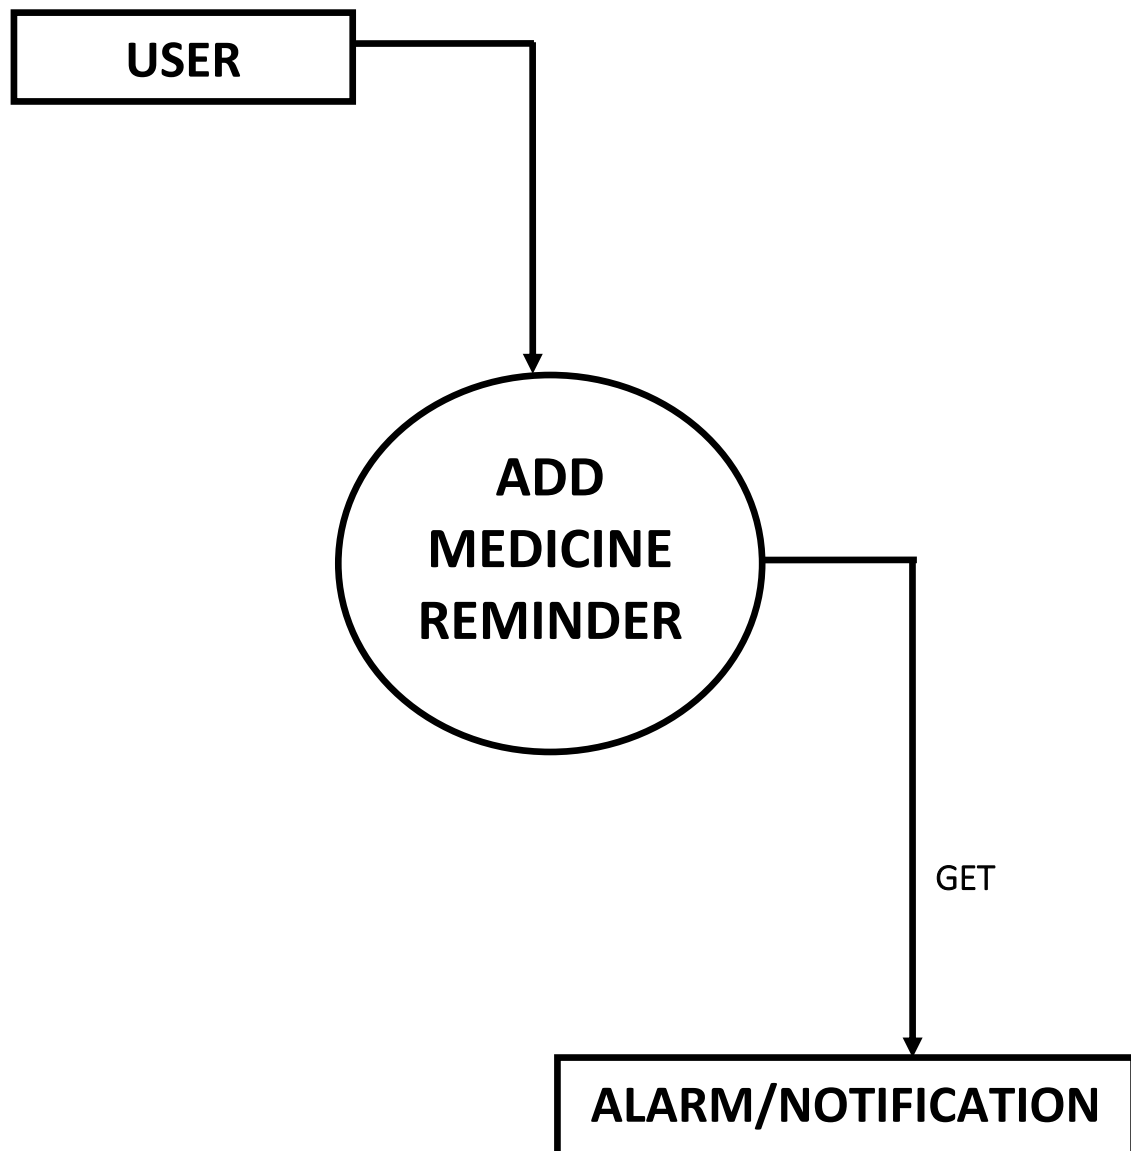 USER
ADD
MEDICINE
REMINDER
GET
ALARM/NOTIFICATION